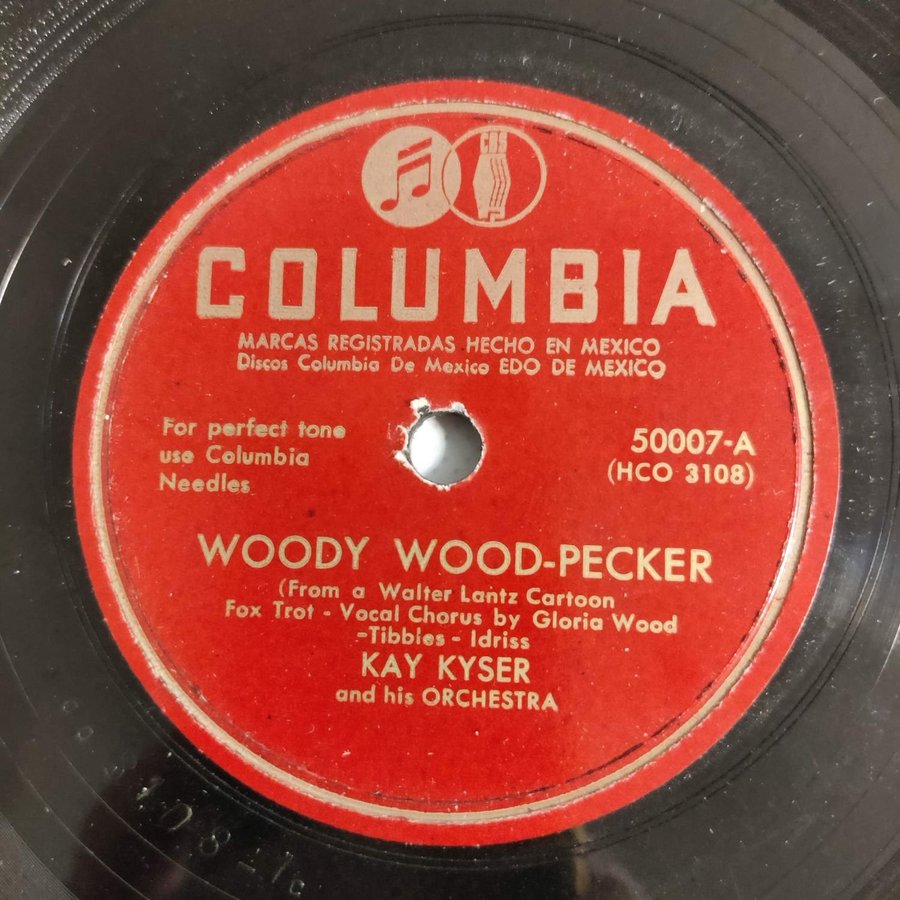 CBS
COLUMBIA
MARCAS REGISTRADAS HECHO EN MEXICO
Discos Columbia De Mexico EDO DE MEXICO
For perfect tone
use Columbia
Needles
50007-A
(HCO 3108)
WOODY WOOD-PECKER
(From a Walter Lantz Cartoon
Fox Trot - Vocal Chorus by Gloria Wood
-Tibbles - Idriss
KAY KYSER
and his ORCHESTRA